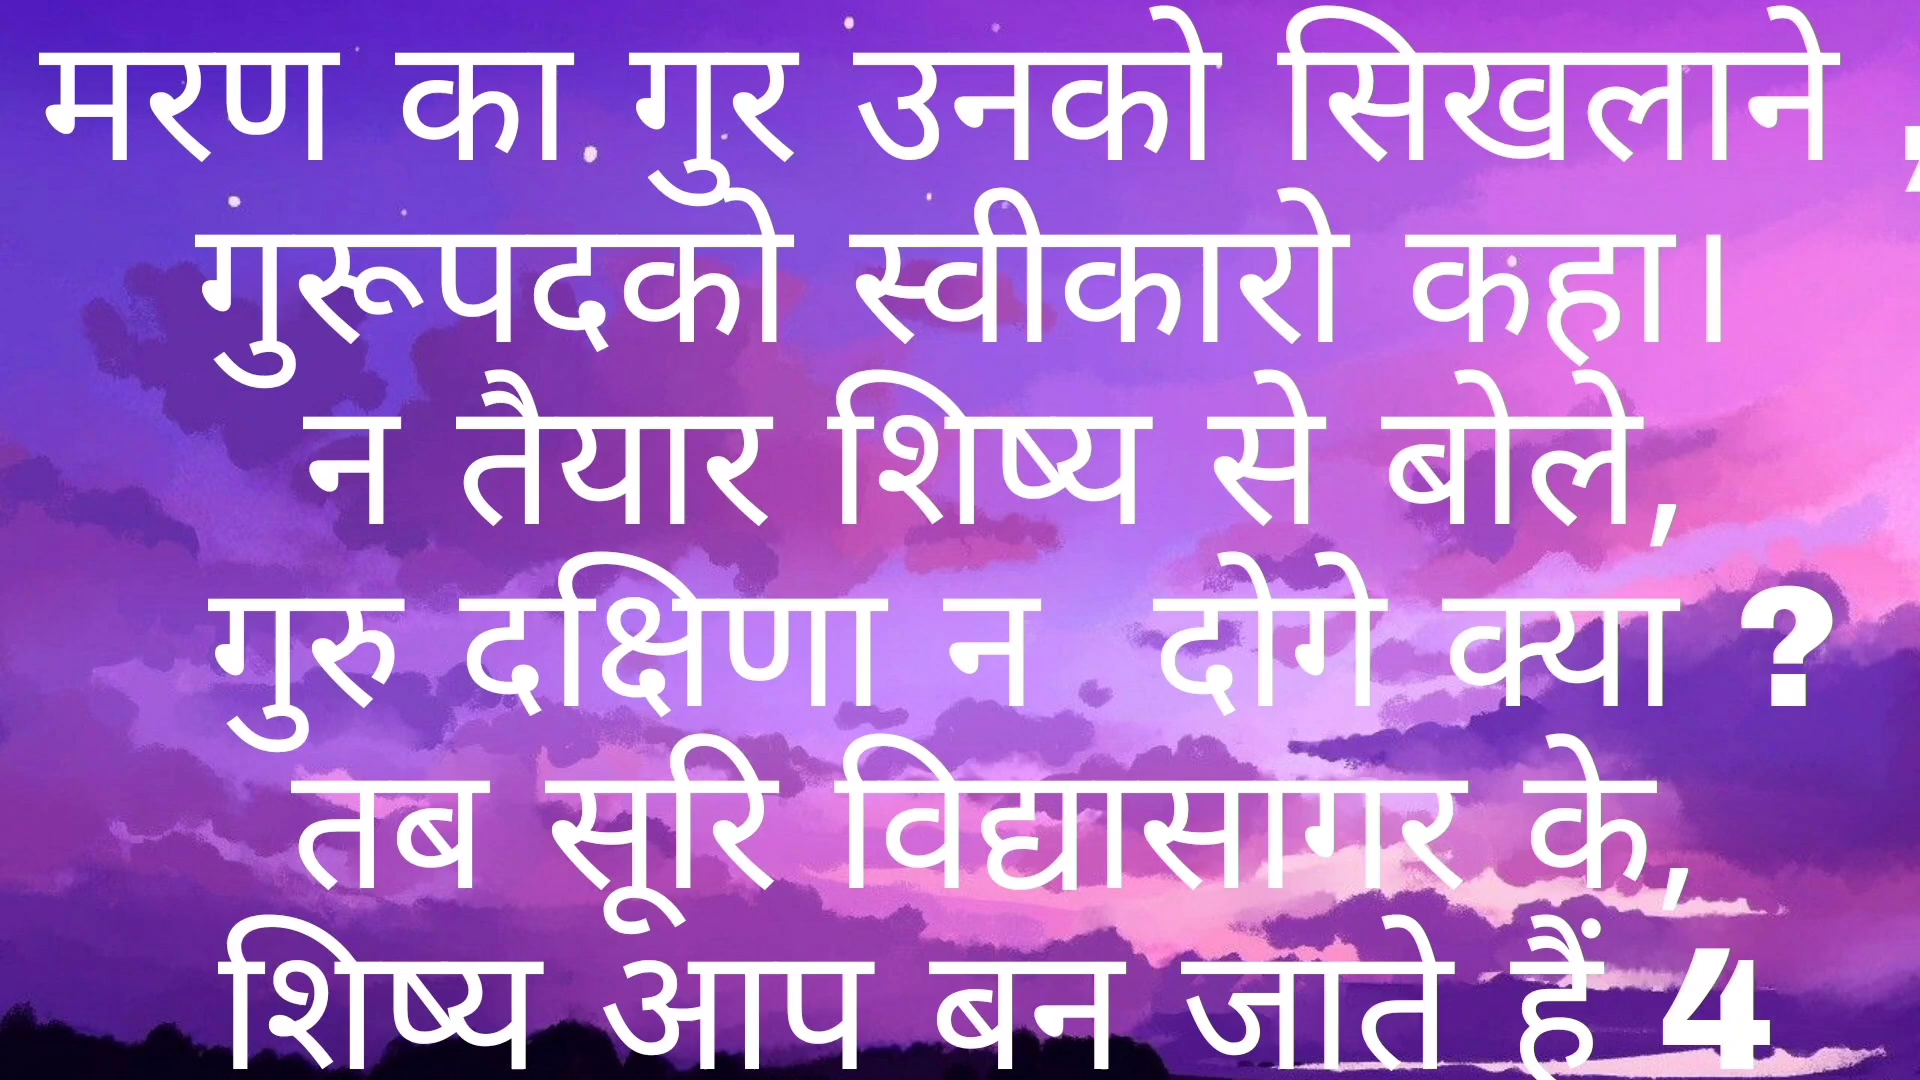 मरण का गुर उनको सिखलाने ,
गुरूपदको स्वीकारो कहा।
न तैयार शिष्य से बोले,
गुरु दक्षिणा न दोगे क्या ?
तब सूरि विद्यासागर के,
शिष्य आप बन जाते हैं 4